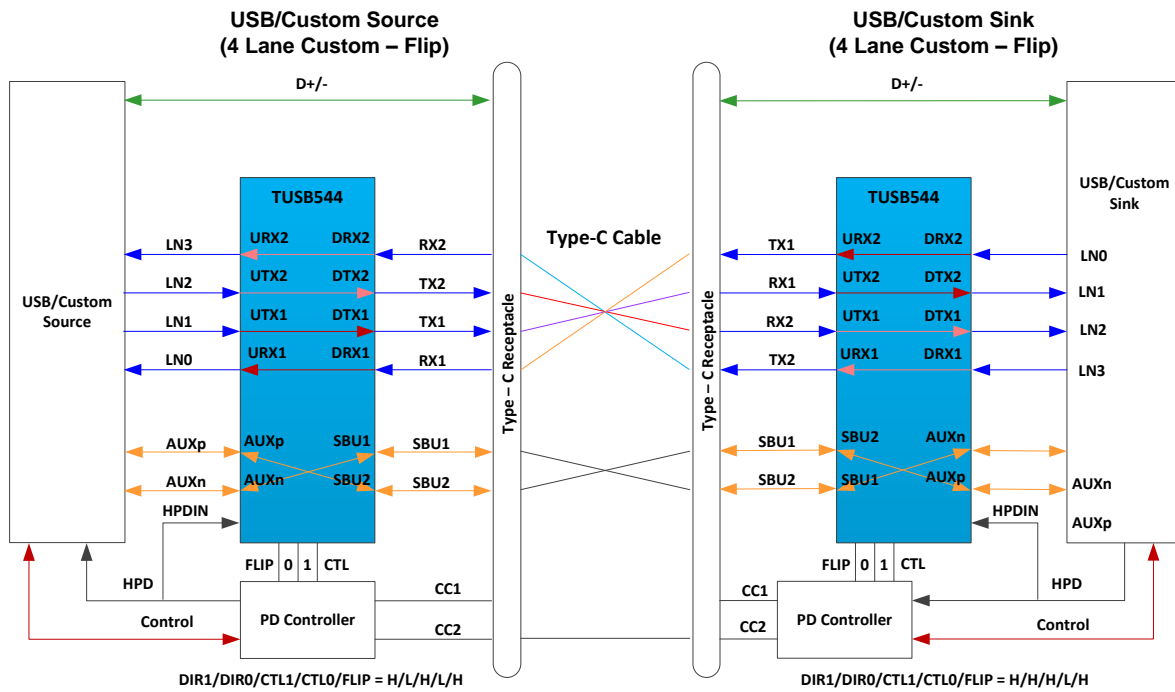 USB/Custom Source
(4 Lane Custom – Flip)
USB/Custom Sink
(4 Lane Custom – Flip)
D+/-
D+/-
TUSB544
TUSB544
USB/Custom
Source
USB/Custom
Sink
Type-C Cable
Type – C Receptacle
Type – C Receptacle
LN3
URX2
DRX2
RX2
TX1
URX2
DRX2
LN0
LN2
UTX2
DTX2
TX2
RX1
UTX2
DTX2
LN1
LN1
UTX1
DTX1
TX1
RX2
UTX1
DTX1
LN2
LN0
URX1
DRX1
RX1
TX2
URX1
DRX1
LN3
AUXp
AUXp
SBU1
SBU1
SBU1
SBU2
AUXn
AUXn
AUXn
SBU2
SBU2
SBU2
SBU1
AUXp
AUXn
HPDIN
HPDIN
AUXp
FLIP
0
1
CTL
FLIP
0
1
CTL
HPD
CC1
CC1
HPD
Control
PD Controller
CC2
CC2
PD Controller
Control
DIR1/DIR0/CTL1/CTL0/FLIP = H/L/H/L/H
DIR1/DIR0/CTL1/CTL0/FLIP = H/H/H/L/H